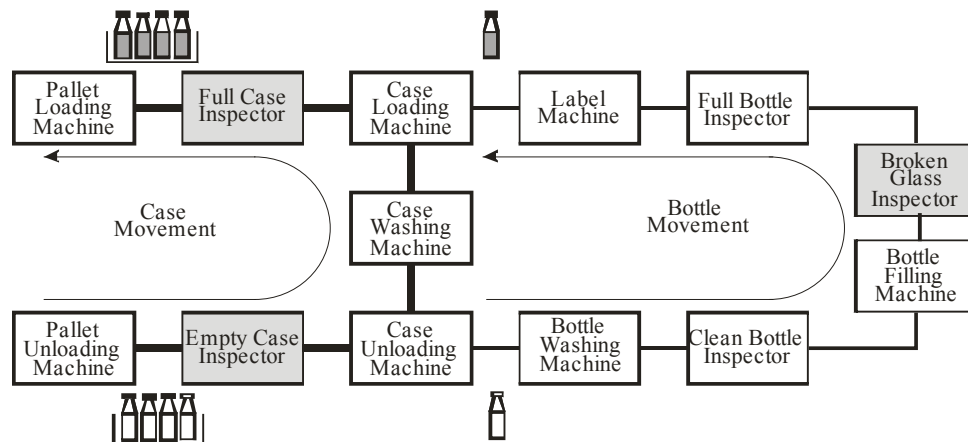 Pallet
Loading
Machine
Full Case
Inspector
Case
Loading
Machine
Label
Machine
Full Bottle
Inspector
Broken
Glass
Inspector
Case
Movement
Case
Washing
Machine
Bottle
Movement
Bottle
Filling
Machine
Pallet
Unloading
Machine
Empty Case
Inspector
Case
Unloading
Machine
Bottle
Washing
Machine
Clean Bottle
Inspector